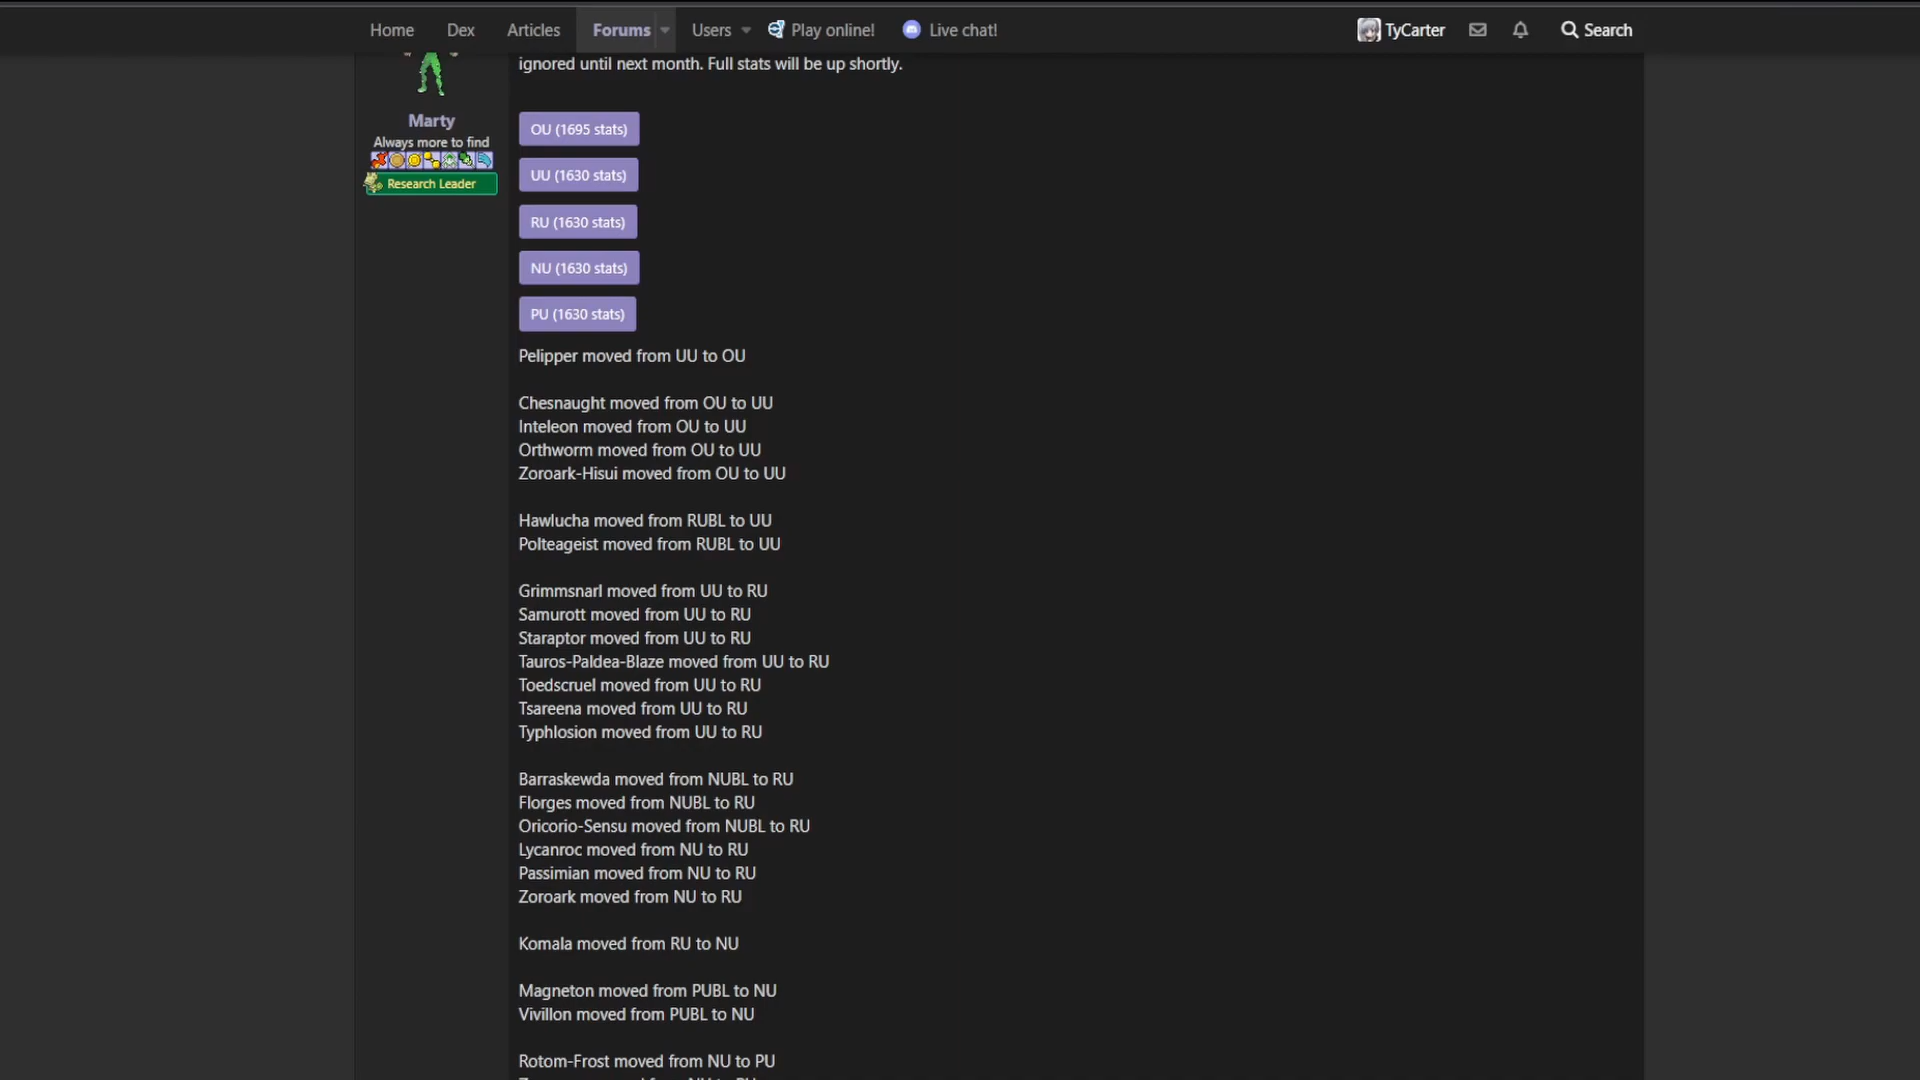 Home Dex Articles Forums Users Play online! Live chat! TyCarter Search
ignored until next month. Full stats will be up shortly.
Marty
Always more to find
Research Leader
OU (1695 stats)
UU (1630 stats)
RU (1630 stats)
NU (1630 stats)
PU (1630 stats)
Pelipper moved from UU to OU
Chesnaught moved from OU to UU
Inteleon moved from OU to UU
Orthworm moved from OU to UU
Zoroark-Hisui moved from OU to UU
Hawlucha moved from RUBL to UU
Polteageist moved from RUBL to UU
Grimmsnarl moved from UU to RU
Samurott moved from UU to RU
Staraptor moved from UU to RU
Tauros-Paldea-Blaze moved from UU to RU
Toedscruel moved from UU to RU
Tsareena moved from UU to RU
Typhlosion moved from UU to RU
Barraskewda moved from NUBL to RU
Florges moved from NUBL to RU
Oricorio-Sensu moved from NUBL to RU
Lycanroc moved from NU to RU
Passimian moved from NU to RU
Zoroark moved from NU to RU
Komala moved from RU to NU
Magneton moved from PUBL to NU
Vivillon moved from PUBL to NU
Rotom-Frost moved from NU to PU